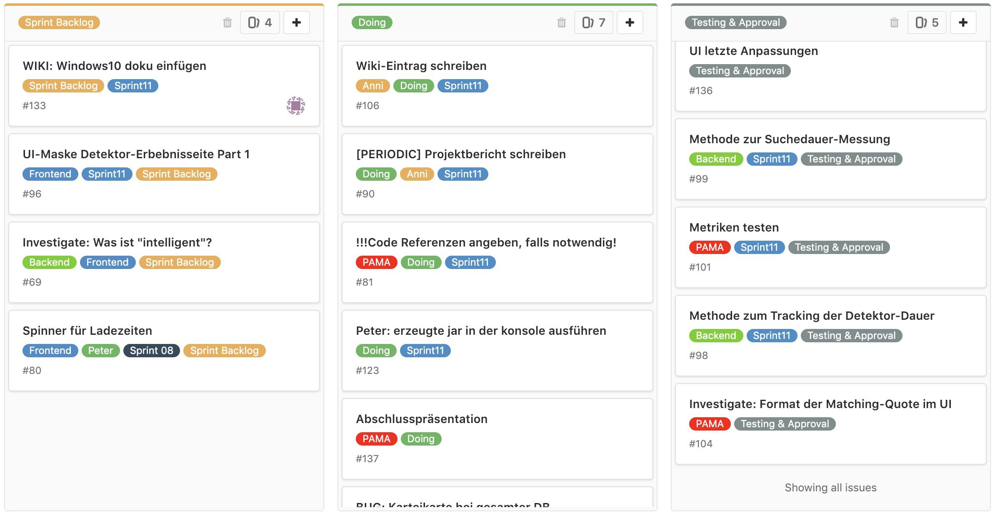 Sprint Backlog 4 +
WIKI: Windows10 doku einfügen
Sprint Backlog Sprint11
#133
UI-Maske Detektor-Erbebnisseite Part 1
Frontend Sprint11 Sprint Backlog
#96
Investigate: Was ist "intelligent"?
Backend Frontend Sprint Backlog
#69
Spinner für Ladezeiten
Frontend Peter Sprint 08 Sprint Backlog
#80
Doing 7 +
Wiki-Eintrag schreiben
Anni Doing Sprint11
#106
[PERIODIC] Projektbericht schreiben
Doing Anni Sprint11
#90
!!!Code Referenzen angeben, falls notwendig!
PAMA Doing Sprint11
#81
Peter: erzeugte jar in der konsole ausführen
Doing Sprint11
#123
Abschlusspräsentation
PAMA Doing
#137
BUG: Karteikarte bei gesamter DB
Testing & Approval 5 +
UI letzte Anpassungen
Testing & Approval
#136
Methode zur Suchedauer-Messung
Backend Sprint11 Testing & Approval
#99
Metriken testen
PAMA Sprint11 Testing & Approval
#101
Methode zum Tracking der Detektor-Dauer
Backend Sprint11 Testing & Approval
#98
Investigate: Format der Matching-Quote im UI
PAMA Testing & Approval
#104
Showing all issues